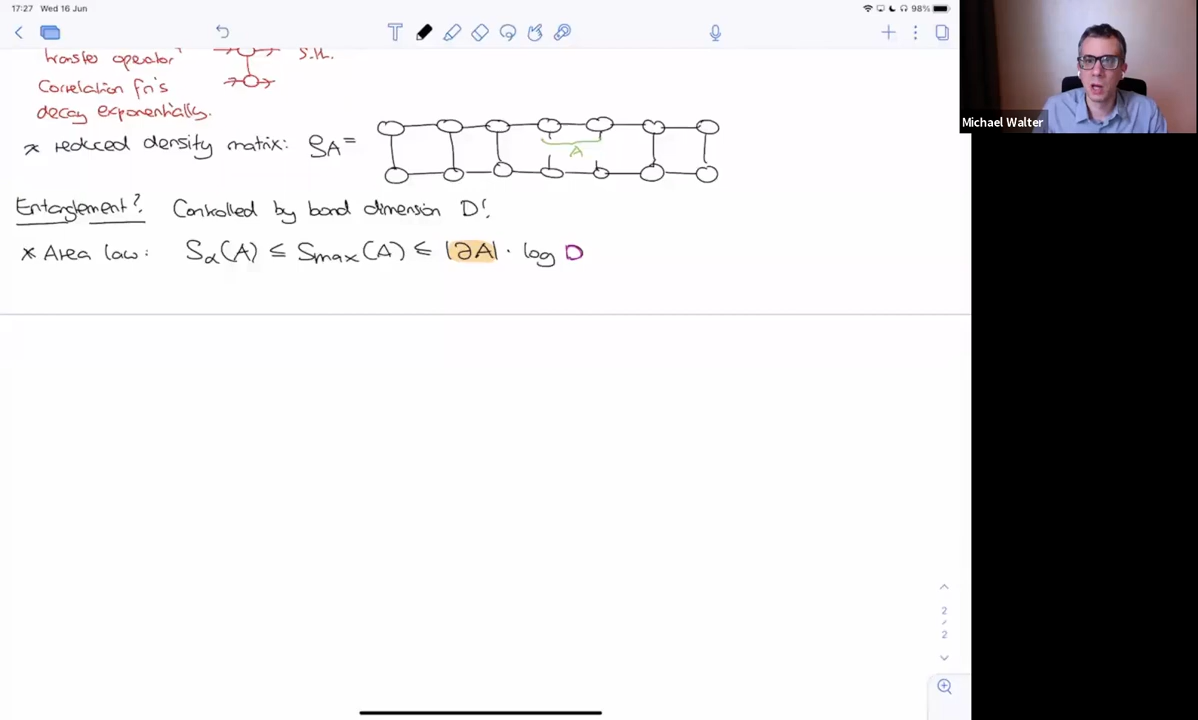 17:27 Wed 16 Jun
98%
transfer operator"
S.th.
Correlation fn's
decay exponentially.
* reduced density matrix: ρA =
A
Entanglement? Controlled by bond dimension D!
* Area law: Sα(A) ≤ Smax(A) ≤ |∂A| · log D
Michael Walter
2
/
2